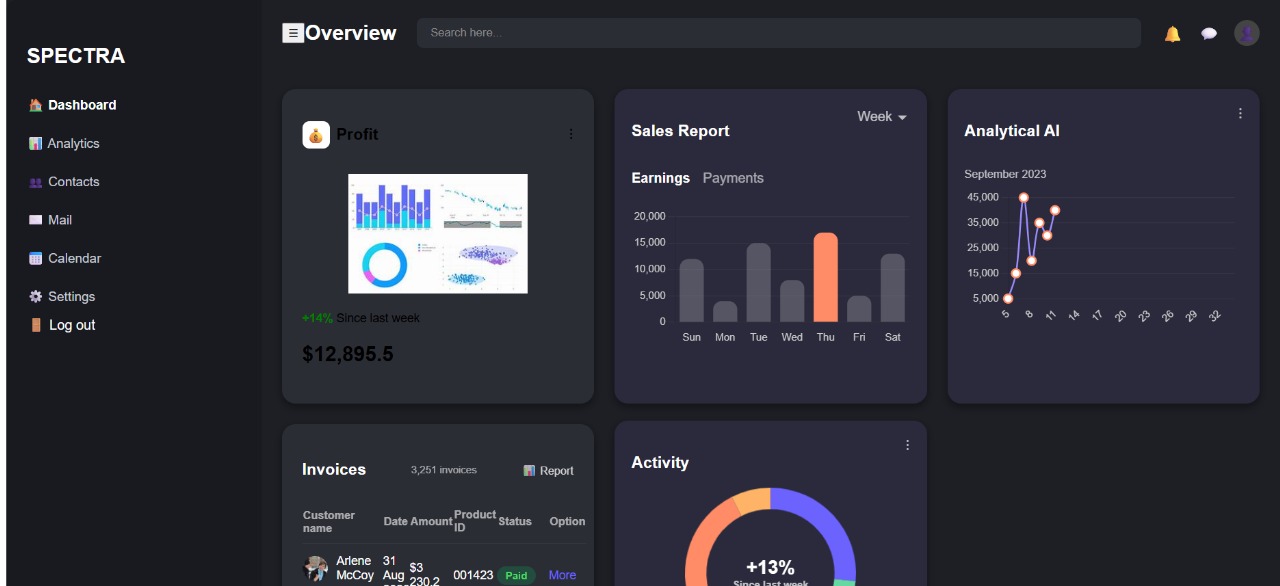 SPECTRA
Dashboard
Analytics
Contacts
Mail
Calendar
Settings
Log out
☰ Overview
Search here...
Profit
+14% Since last week
$12,895.5
Sales Report
Week
Earnings Payments
20,000
15,000
10,000
5,000
0
Sun Mon Tue Wed Thu Fri Sat
Analytical AI
September 2023
45,000
35,000
25,000
15,000
5,000
5 8 11 14 17 20 23 26 29 32
Invoices 3,251 invoices Report
Customer name Date Amount Product ID Status Option
Arlene McCoy 31 Aug $3 230.2 001423 Paid More
Activity
+13%
Since last week